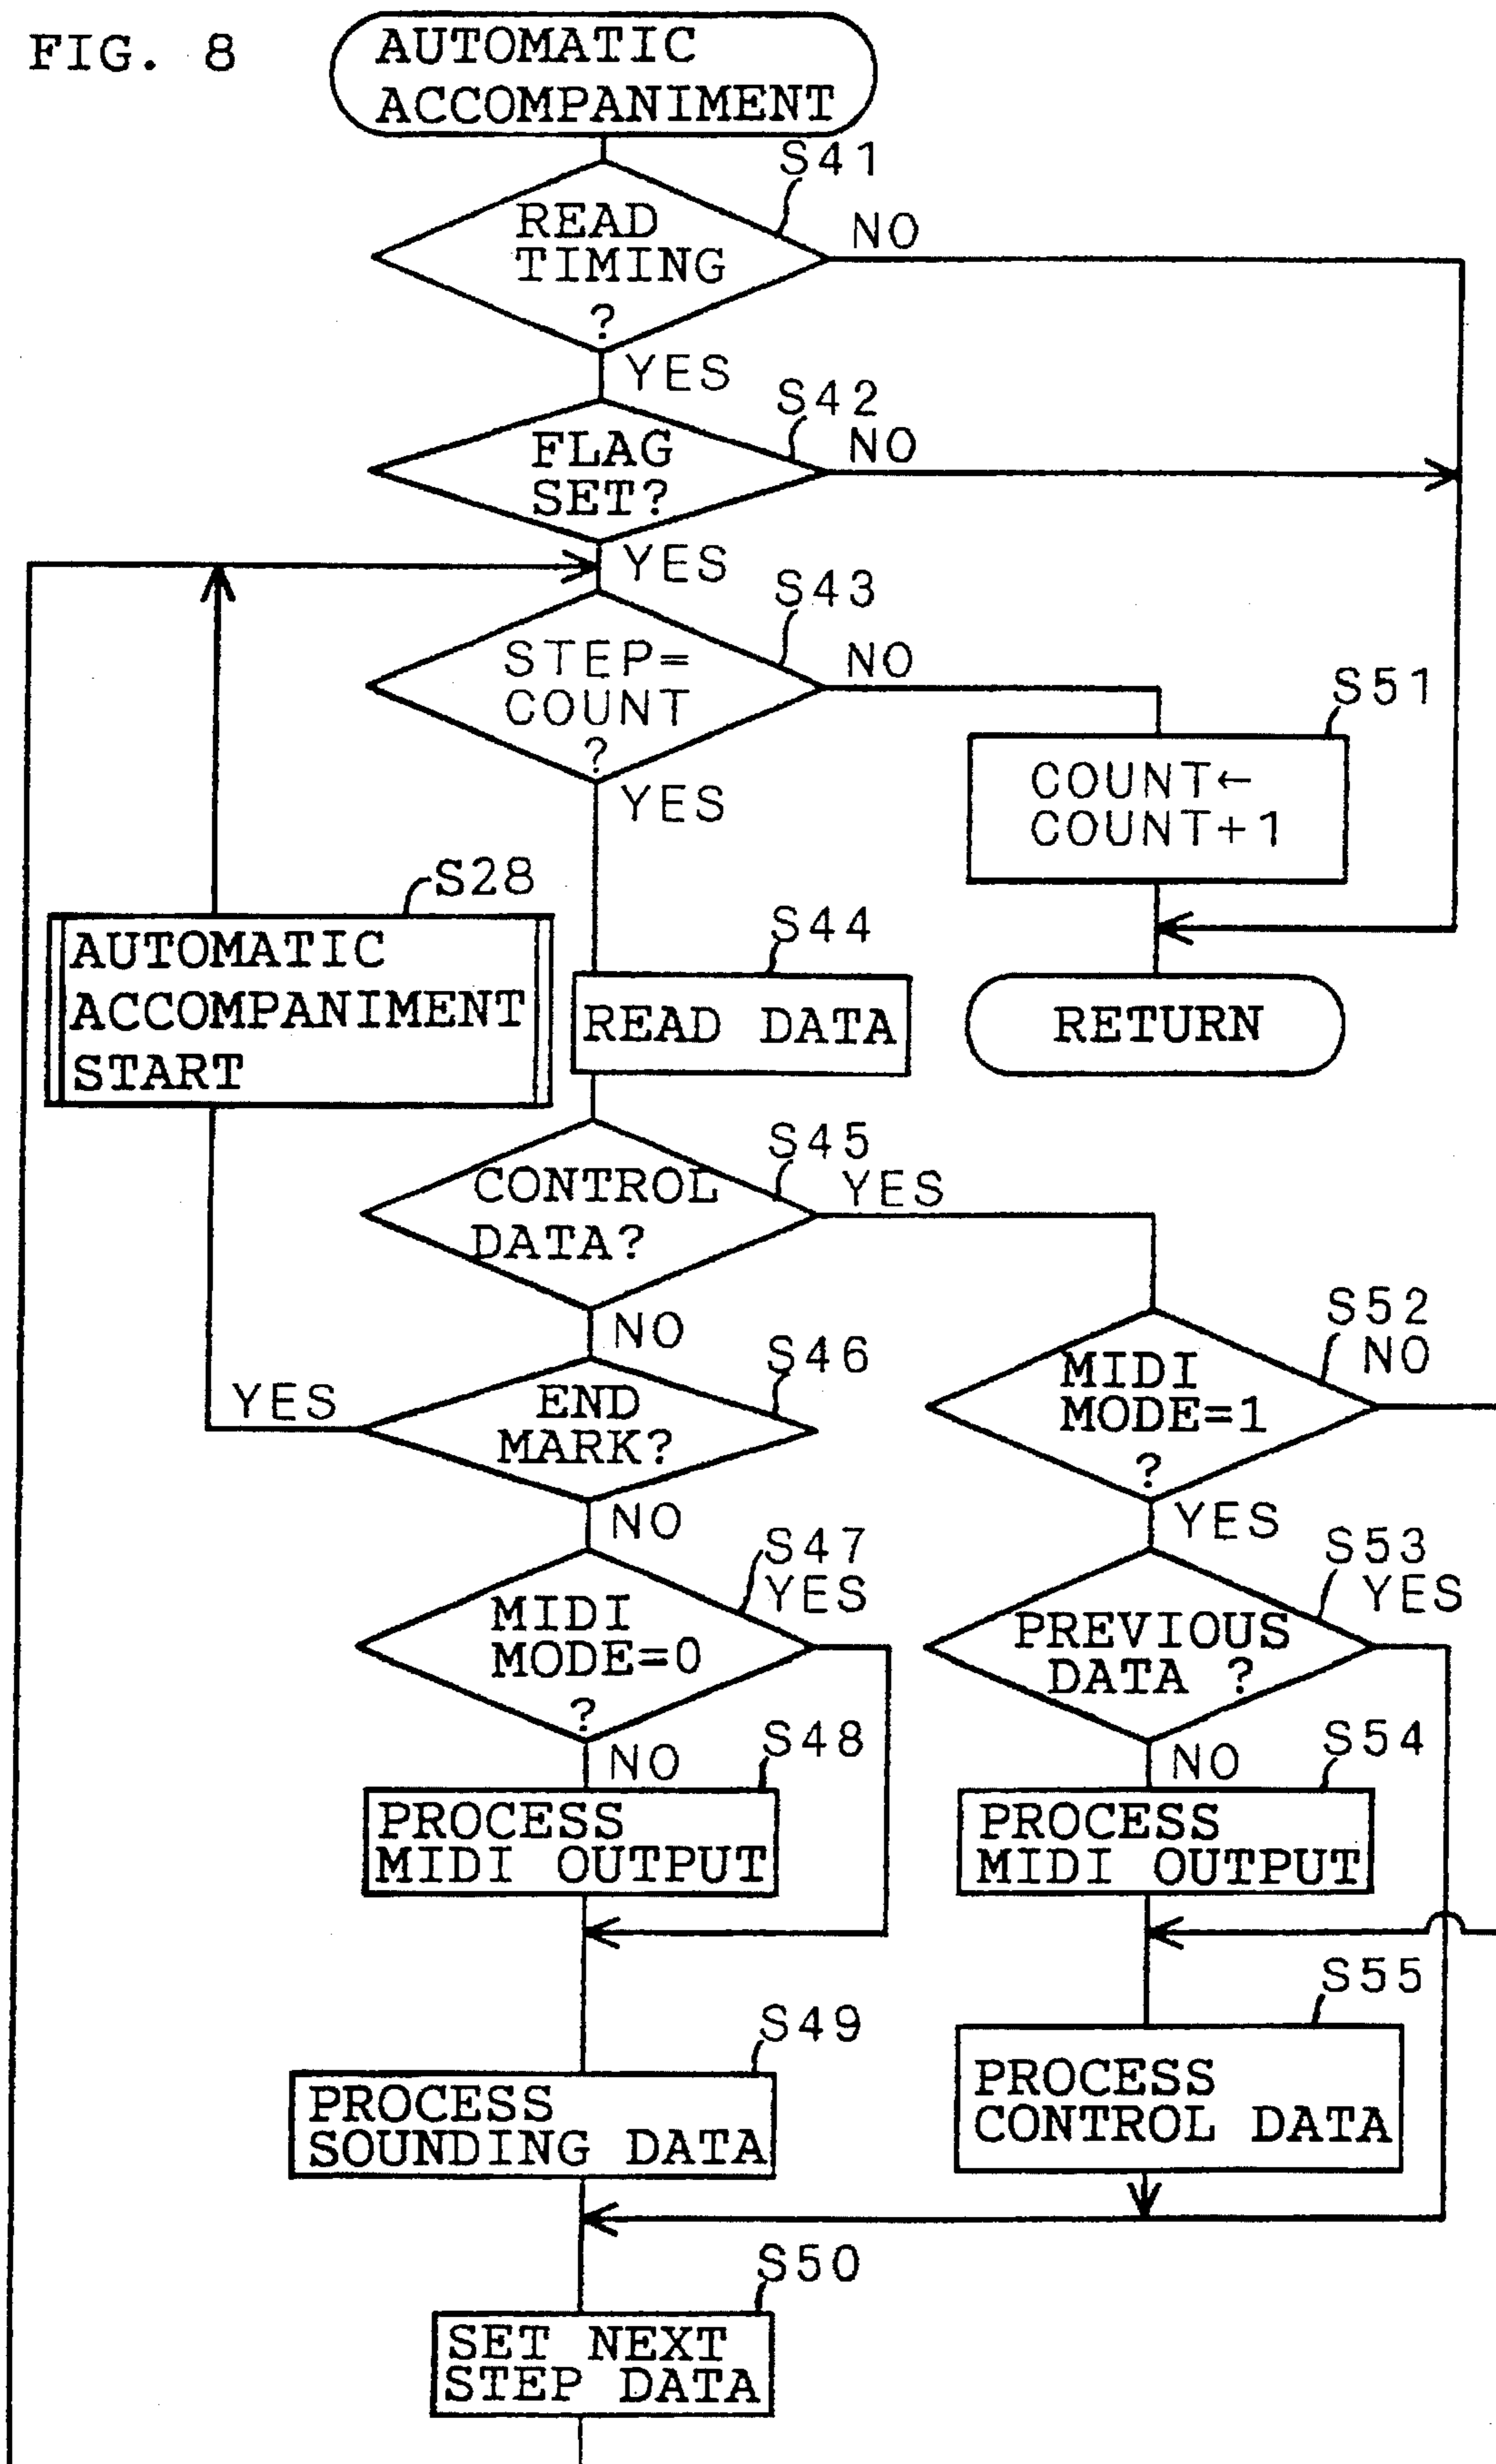 FIG. 8
AUTOMATIC
ACCOMPANIMENT
S41
READ
TIMING
?
NO
YES
S42
FLAG
SET?
NO
YES
S43
STEP=
COUNT
?
NO
YES
S51
COUNT←
COUNT+1
S28
AUTOMATIC
ACCOMPANIMENT
START
S44
READ DATA
RETURN
S45
CONTROL
DATA?
YES
NO
S46
END
MARK?
YES
NO
S52
NO
MIDI
MODE=1
?
YES
S47
YES
MIDI
MODE=0
?
NO
S53
YES
PREVIOUS
DATA ?
NO
S48
PROCESS
MIDI OUTPUT
S54
PROCESS
MIDI OUTPUT
S49
PROCESS
SOUNDING DATA
S55
PROCESS
CONTROL DATA
S50
SET NEXT
STEP DATA